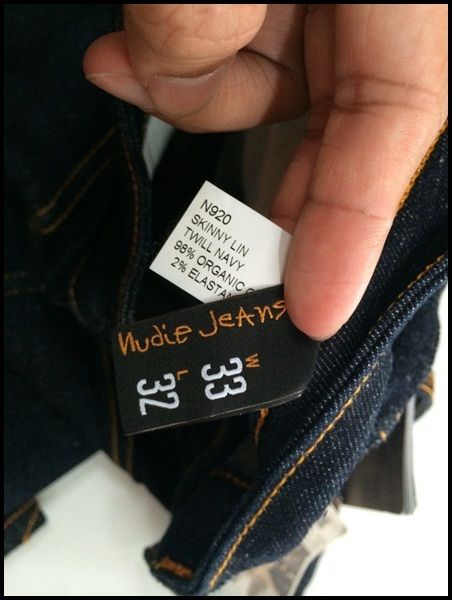 N920
SKINNY LIN
TWILL NAVY
98% ORGANIC
2% ELASTAN
nudie jeans
W 33
L 32